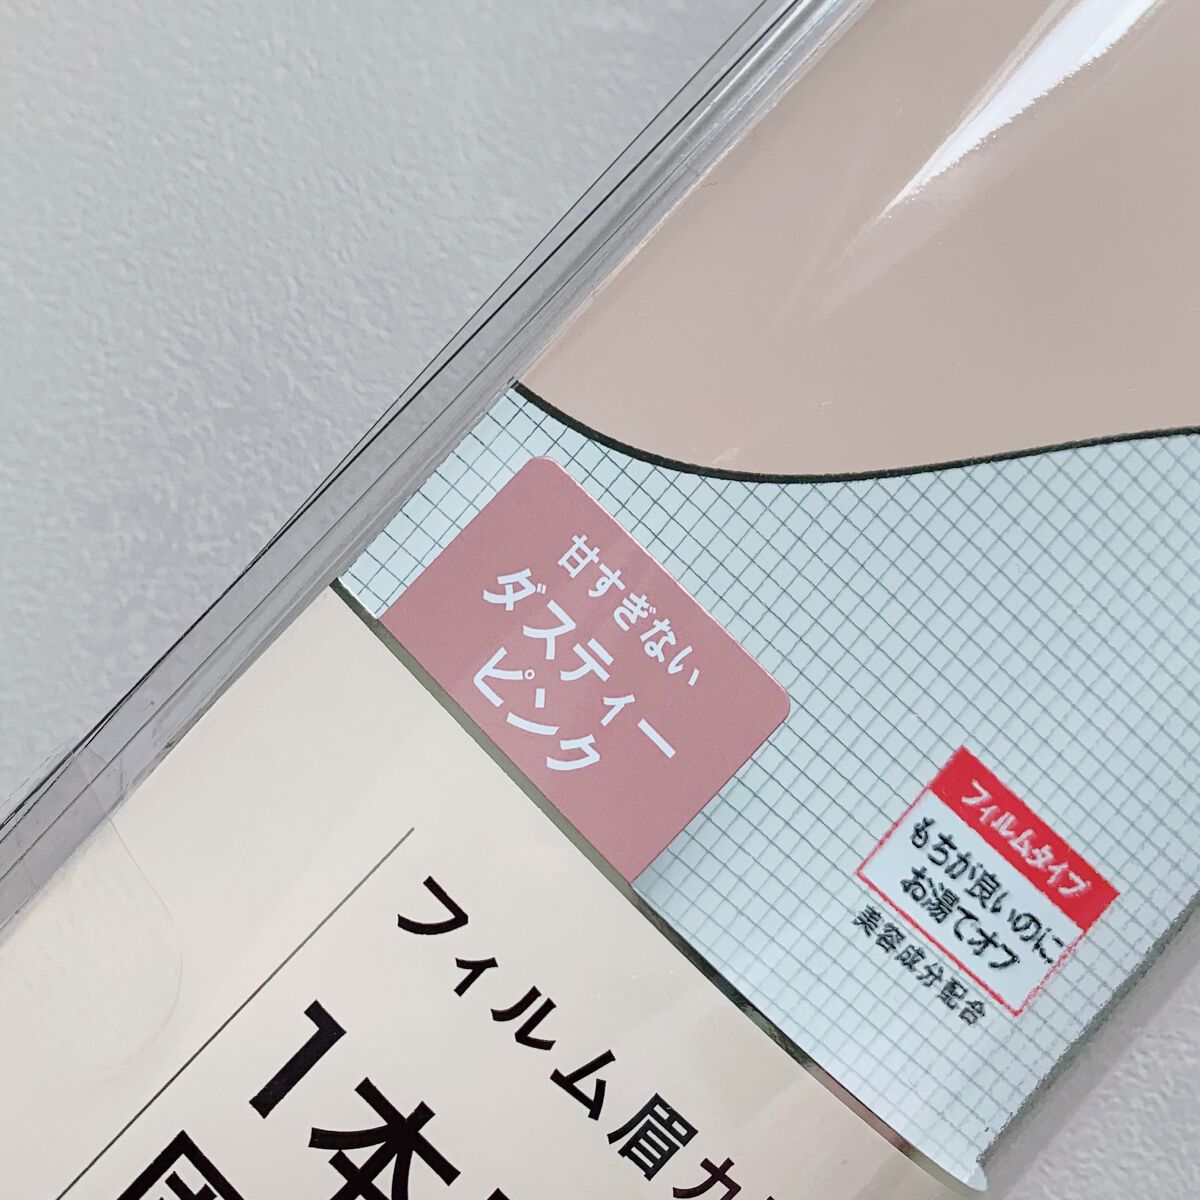 甘すぎない
ダスティー
ピンク
フィルムタイプ
もちが良いのに
お湯でオフ
美容成分配合
フィルム眉カ
1本